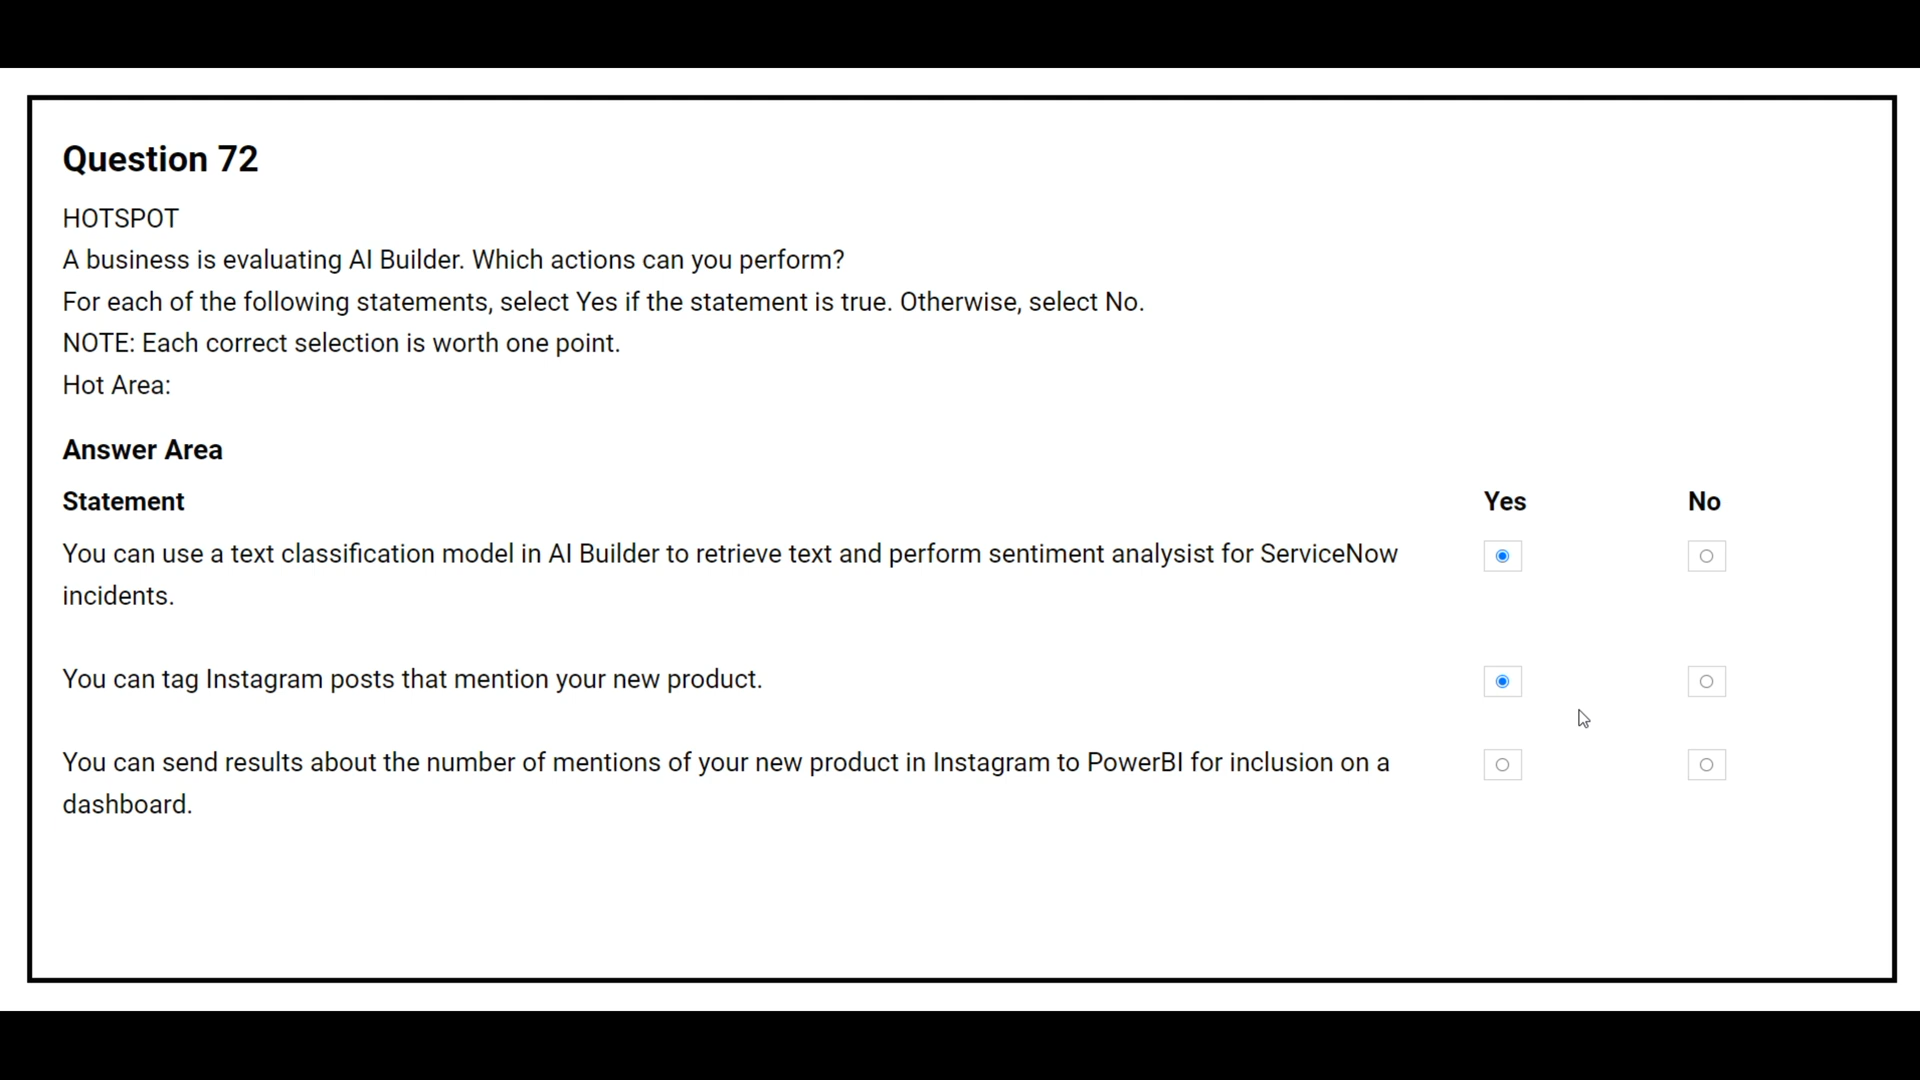 Question 72
HOTSPOT
A business is evaluating AI Builder. Which actions can you perform?
For each of the following statements, select Yes if the statement is true. Otherwise, select No.
NOTE: Each correct selection is worth one point.
Hot Area:
Answer Area
Statement Yes No
You can use a text classification model in AI Builder to retrieve text and perform sentiment analysist for ServiceNow
incidents.
You can tag Instagram posts that mention your new product.
You can send results about the number of mentions of your new product in Instagram to PowerBI for inclusion on a
dashboard.